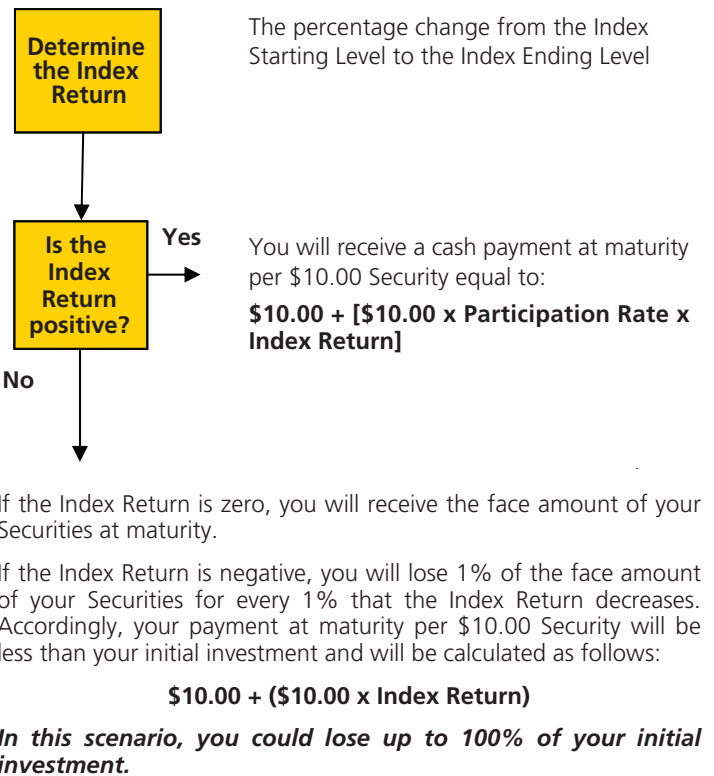 Determine
the Index
Return
The percentage change from the Index
Starting Level to the Index Ending Level
Is the
Index
Return
positive?
Yes
You will receive a cash payment at maturity
per $10.00 Security equal to:
$10.00 + [$10.00 x Participation Rate x
Index Return]
No
If the Index Return is zero, you will receive the face amount of your
Securities at maturity.
If the Index Return is negative, you will lose 1% of the face amount
of your Securities for every 1% that the Index Return decreases.
Accordingly, your payment at maturity per $10.00 Security will be
less than your initial investment and will be calculated as follows:
$10.00 + ($10.00 x Index Return)
In this scenario, you could lose up to 100% of your initial
investment.